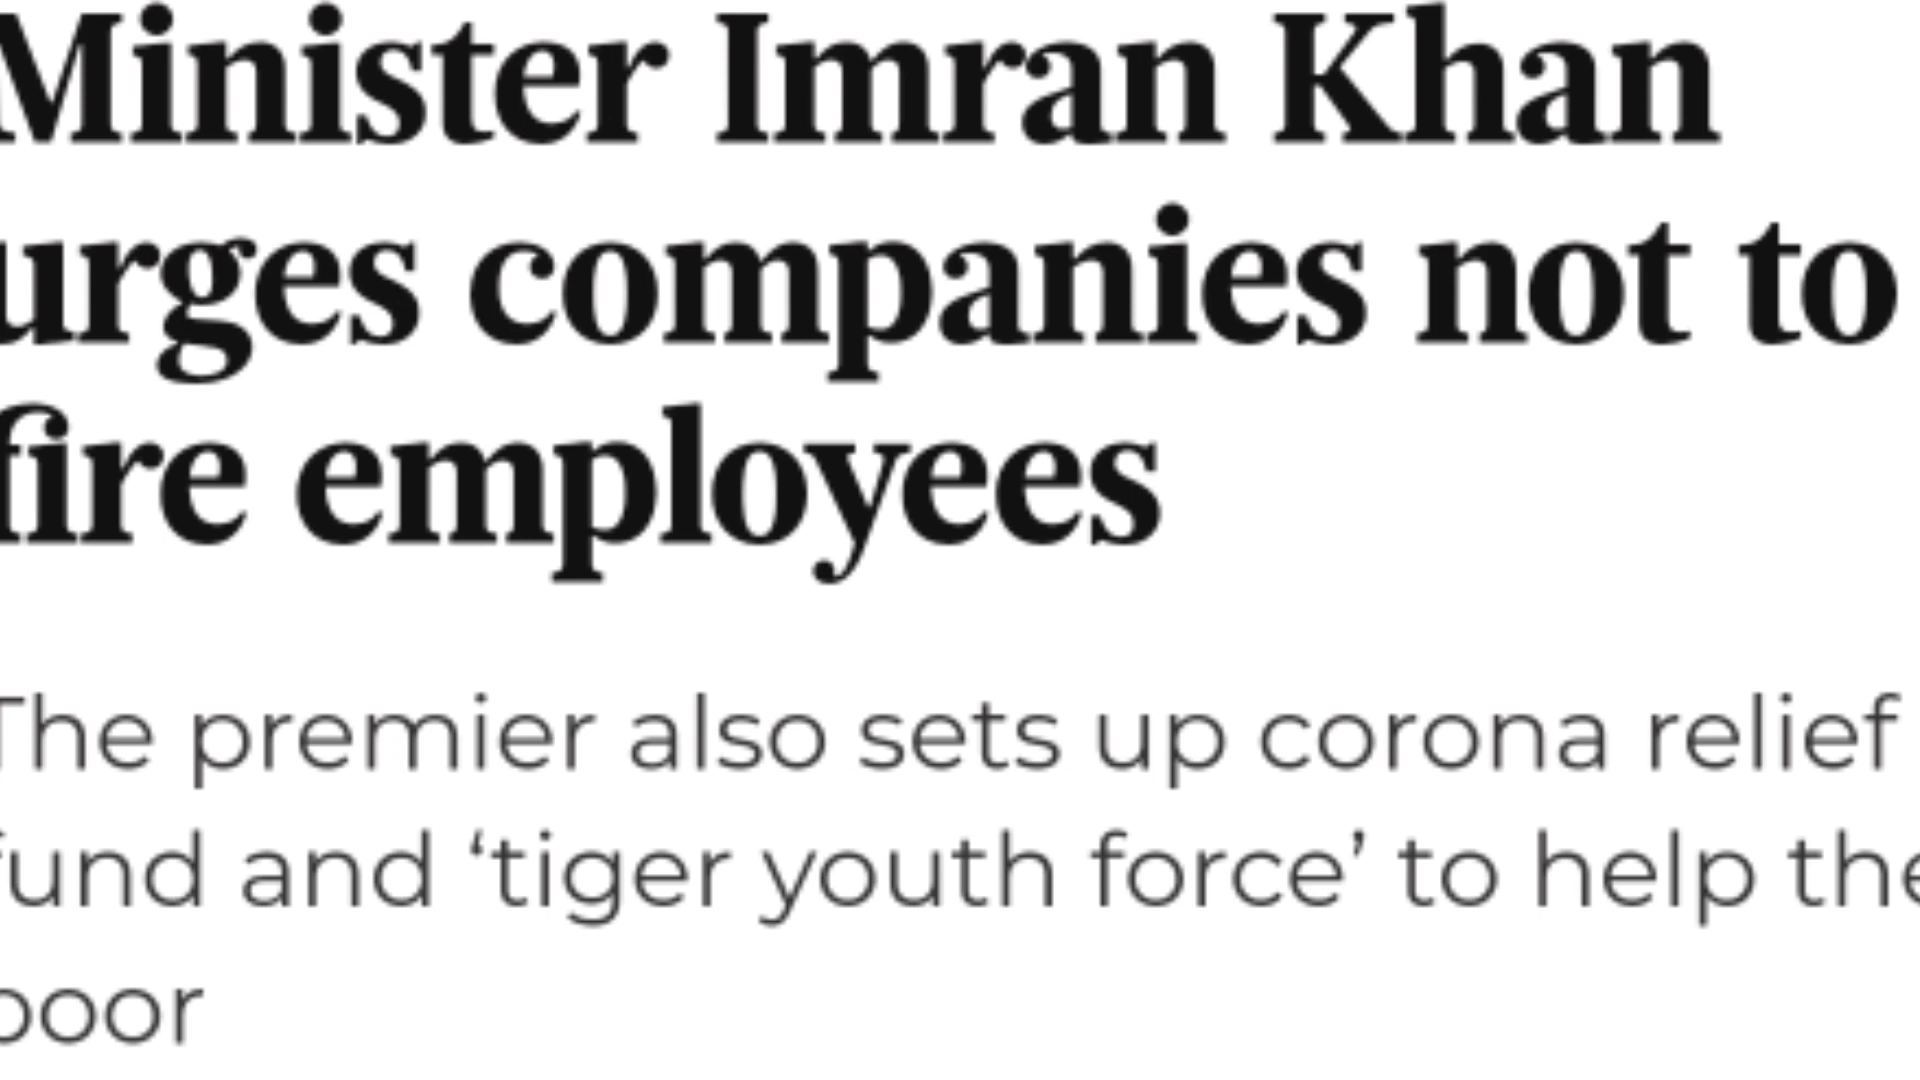 Minister Imran Khan
urges companies not to
fire employees
The premier also sets up corona relief
fund and ‘tiger youth force’ to help the
poor